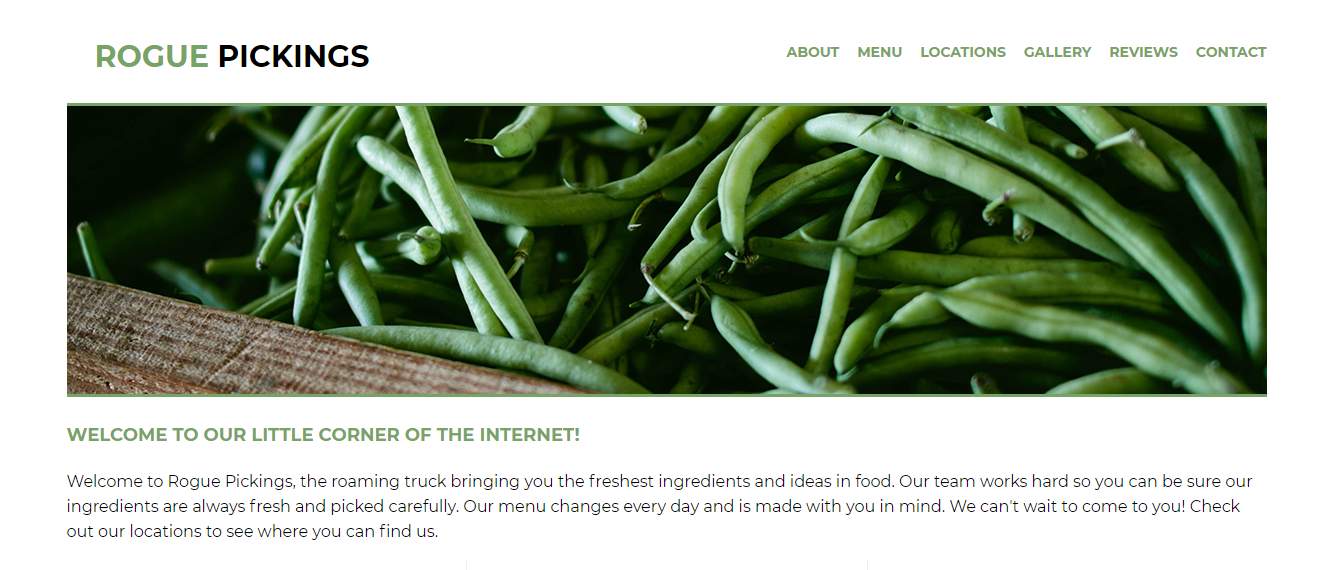 ROGUE PICKINGS
ABOUT MENU LOCATIONS GALLERY REVIEWS CONTACT
WELCOME TO OUR LITTLE CORNER OF THE INTERNET!
Welcome to Rogue Pickings, the roaming truck bringing you the freshest ingredients and ideas in food. Our team works hard so you can be sure our
ingredients are always fresh and picked carefully. Our menu changes every day and is made with you in mind. We can't wait to come to you! Check
out our locations to see where you can find us.